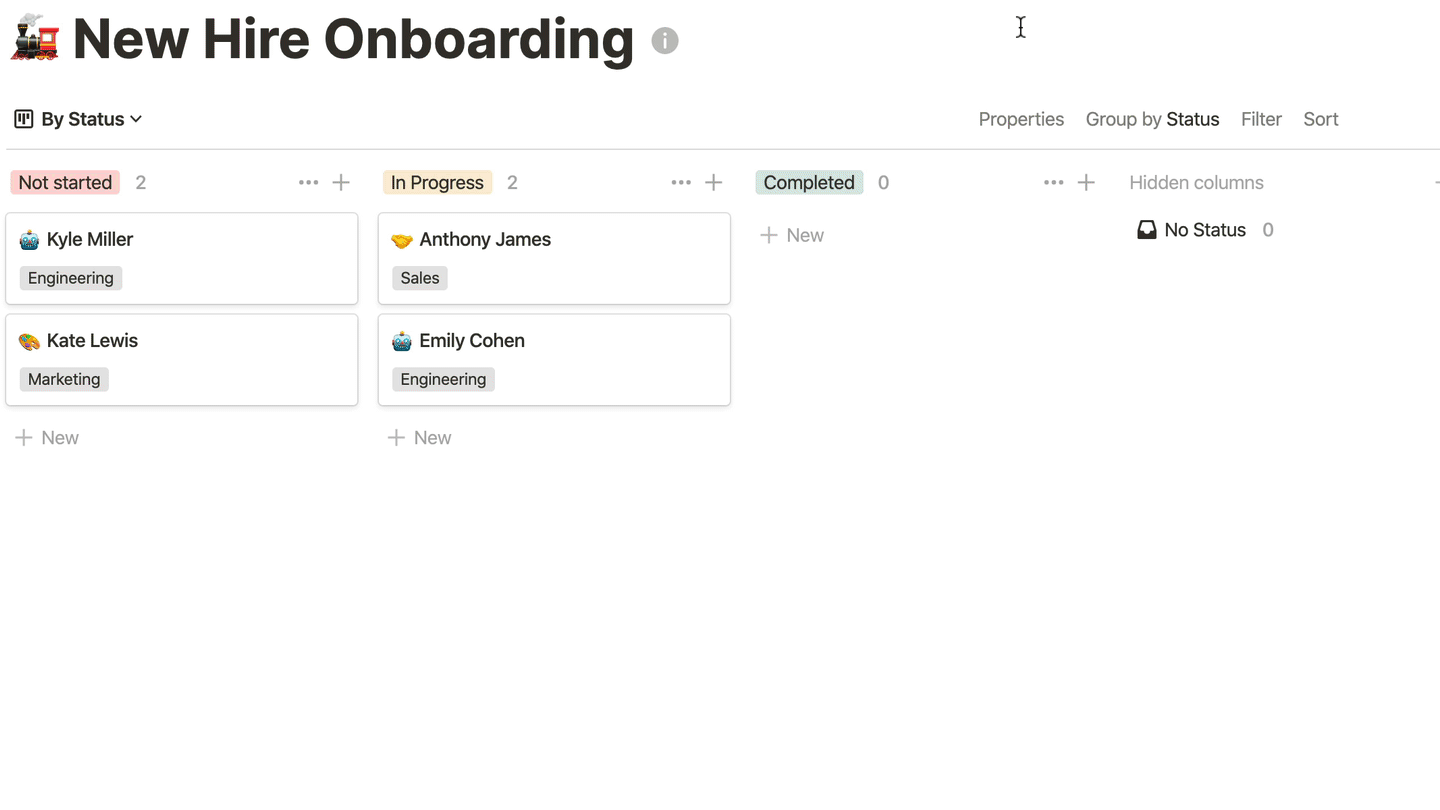 New Hire Onboarding
By Status
Properties Group by Status Filter Sort
Not started 2
Kyle Miller
Engineering
Kate Lewis
Marketing
New
In Progress 2
Anthony James
Sales
Emily Cohen
Engineering
New
Completed 0
New
Hidden columns
No Status 0